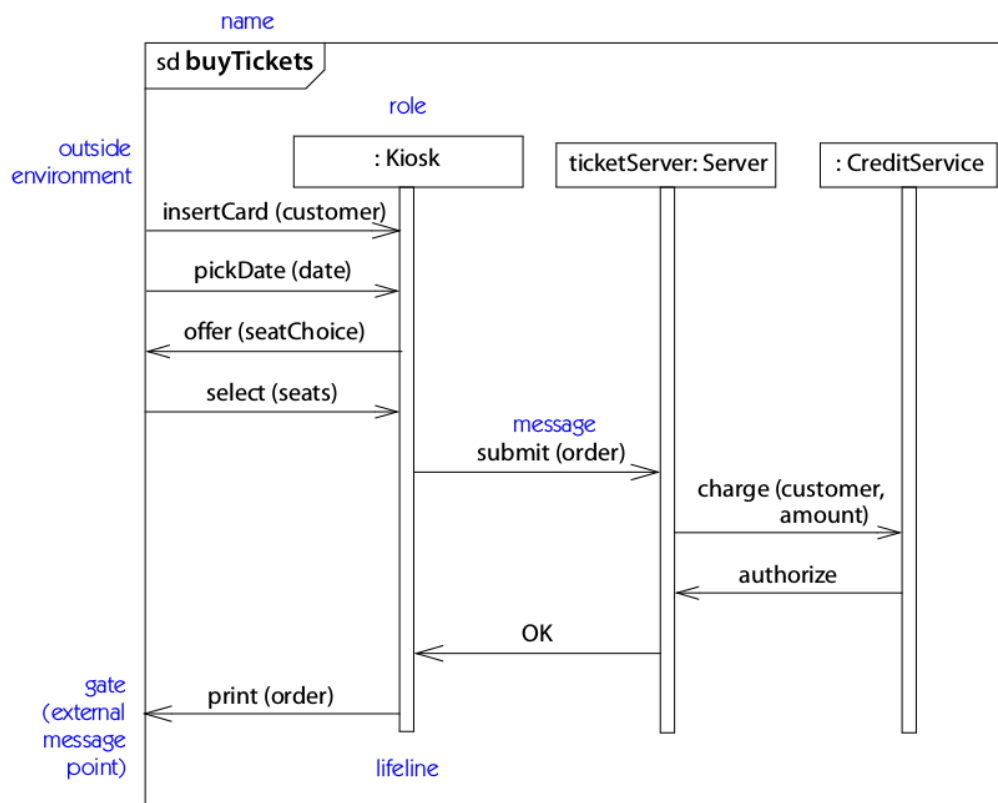 name
sd buyTickets
role
outside
environment
: Kiosk
ticketServer: Server
: CreditService
insertCard (customer)
pickDate (date)
offer (seatChoice)
select (seats)
message
submit (order)
charge (customer,
amount)
authorize
OK
gate
(external
message
point)
print (order)
lifeline